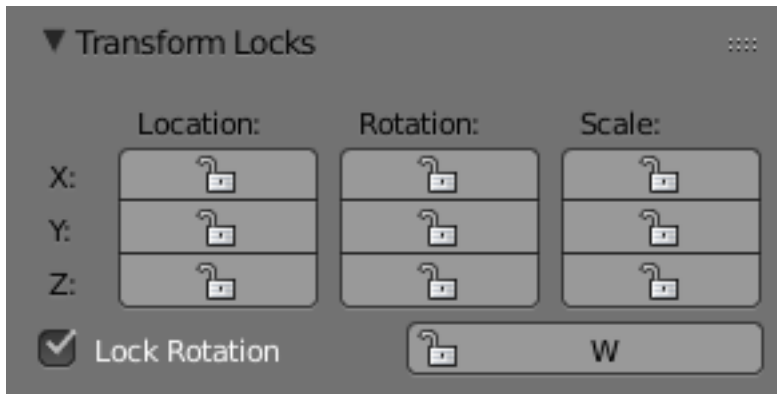 Transform Locks
Location: Rotation: Scale:
X:
Y:
Z:
Lock Rotation W